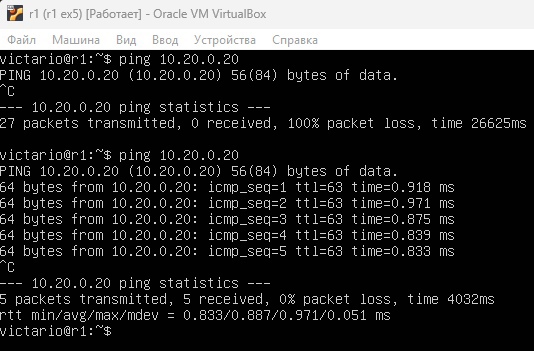 r1 (r1 ex5) [Работает] - Oracle VM VirtualBox
Файл Машина Вид Ввод Устройства Справка
victario@r1:~$ ping 10.20.0.20
PING 10.20.0.20 (10.20.0.20) 56(84) bytes of data.
^C
--- 10.20.0.20 ping statistics ---
27 packets transmitted, 0 received, 100% packet loss, time 26625ms
victario@r1:~$ ping 10.20.0.20
PING 10.20.0.20 (10.20.0.20) 56(84) bytes of data.
64 bytes from 10.20.0.20: icmp_seq=1 ttl=63 time=0.918 ms
64 bytes from 10.20.0.20: icmp_seq=2 ttl=63 time=0.971 ms
64 bytes from 10.20.0.20: icmp_seq=3 ttl=63 time=0.875 ms
64 bytes from 10.20.0.20: icmp_seq=4 ttl=63 time=0.839 ms
64 bytes from 10.20.0.20: icmp_seq=5 ttl=63 time=0.833 ms
^C
--- 10.20.0.20 ping statistics ---
5 packets transmitted, 5 received, 0% packet loss, time 4032ms
rtt min/avg/max/mdev = 0.833/0.887/0.971/0.051 ms
victario@r1:~$